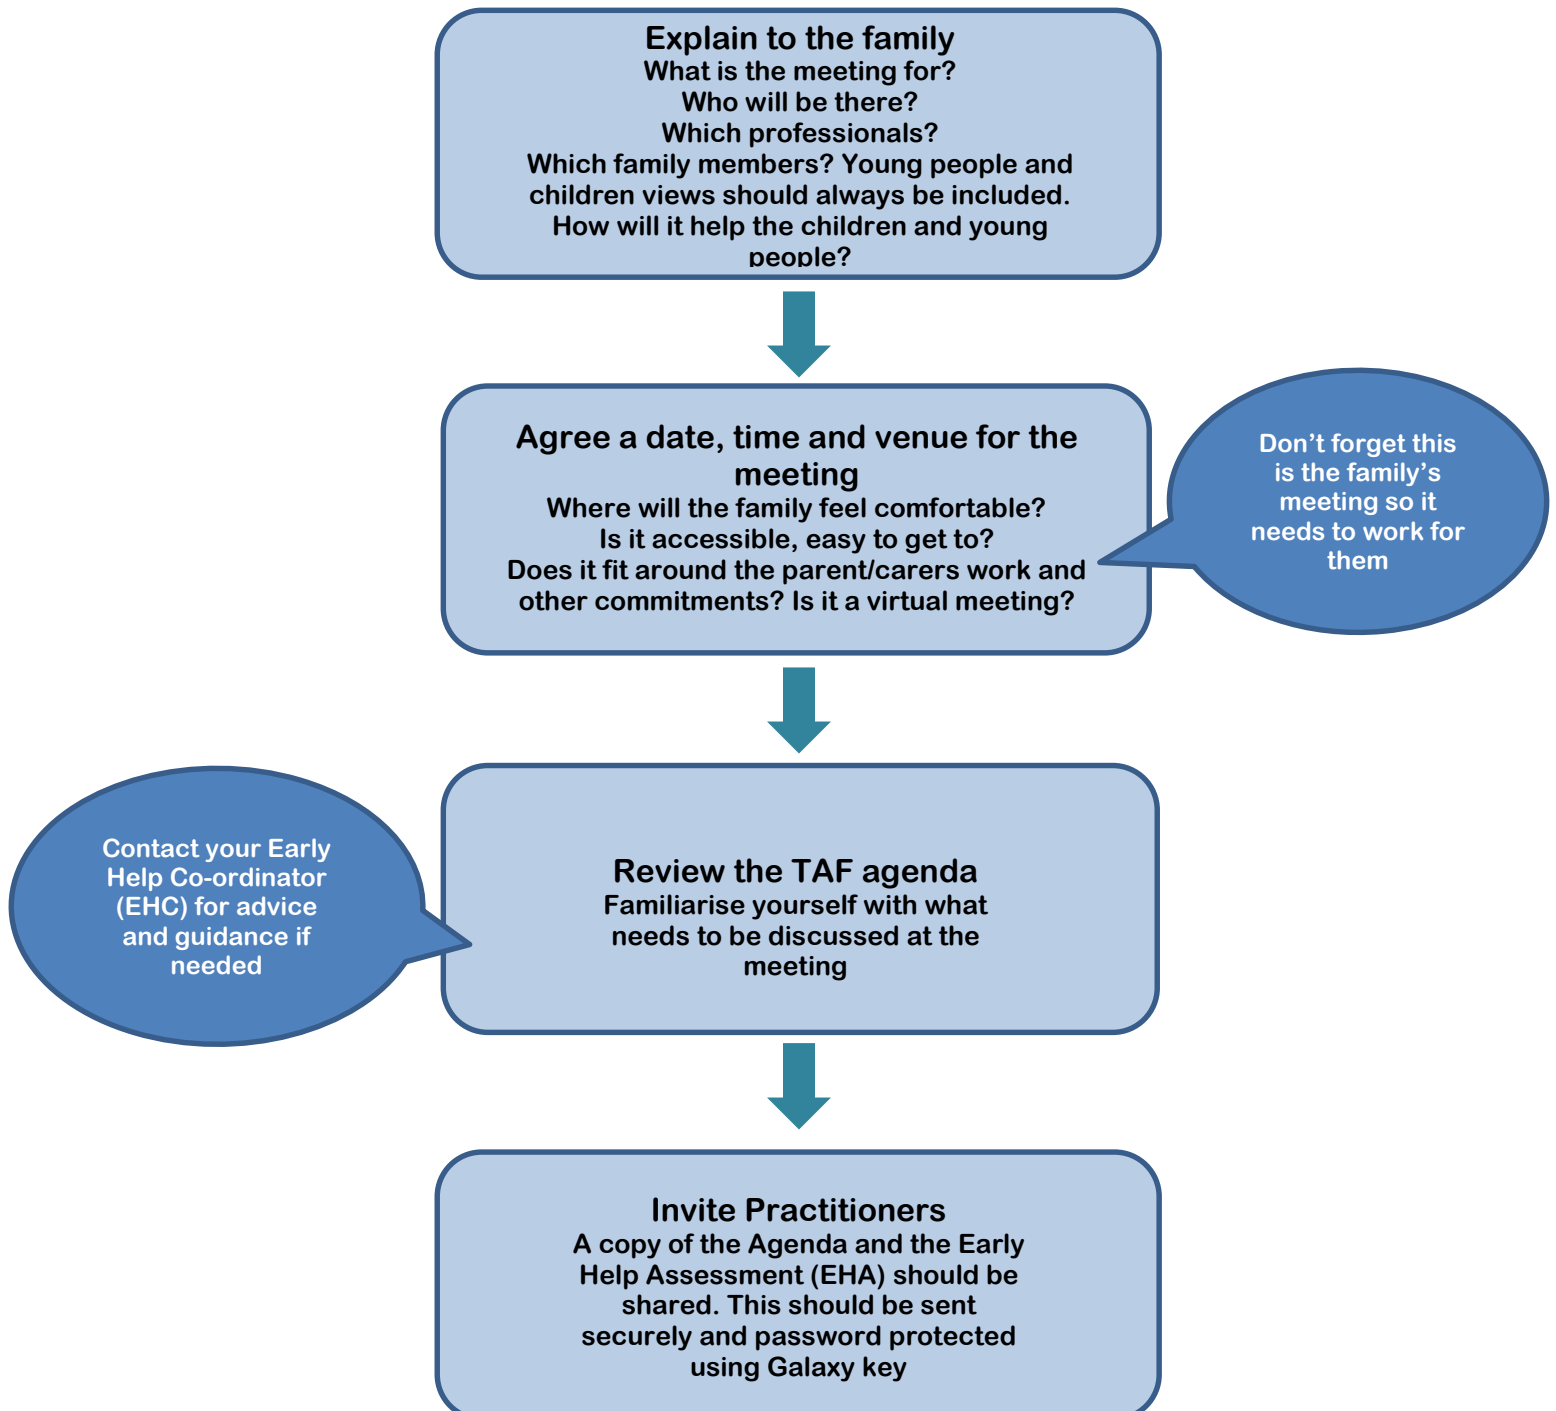 Explain to the family
What is the meeting for?
Who will be there?
Which professionals?
Which family members? Young people and
children views should always be included.
How will it help the children and young
people?
Agree a date, time and venue for the
meeting
Where will the family feel comfortable?
Is it accessible, easy to get to?
Does it fit around the parent/carers work and
other commitments? Is it a virtual meeting?
Don’t forget this
is the family’s
meeting so it
needs to work for
them
Contact your Early
Help Co-ordinator
(EHC) for advice
and guidance if
needed
Review the TAF agenda
Familiarise yourself with what
needs to be discussed at the
meeting
Invite Practitioners
A copy of the Agenda and the Early
Help Assessment (EHA) should be
shared. This should be sent
securely and password protected
using Galaxy key